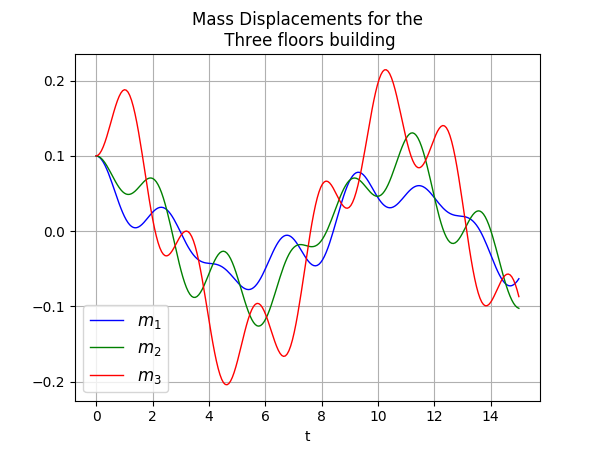 Mass Displacements for the
Three floors building
0.2
0.1
0.0
−0.1
−0.2
m₁
m₂
m₃
0 2 4 6 8 10 12 14
t